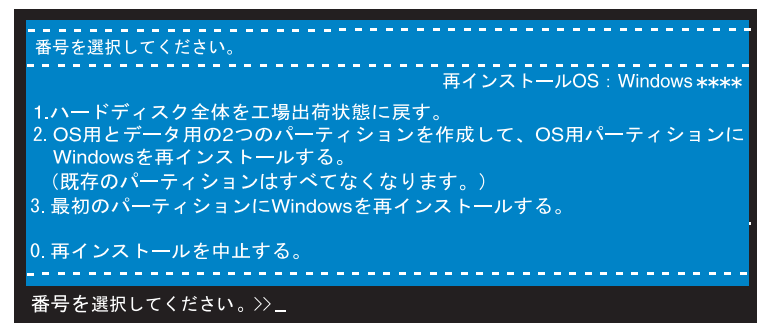 番号を選択してください。
再インストールOS：Windows****
1.ハードディスク全体を工場出荷状態に戻す。
2. OS用とデータ用の2つのパーティションを作成して、OS用パーティションに
Windowsを再インストールする。
（既存のパーティションはすべてなくなります。）
3. 最初のパーティションにWindowsを再インストールする。
0. 再インストールを中止する。
番号を選択してください。>>_